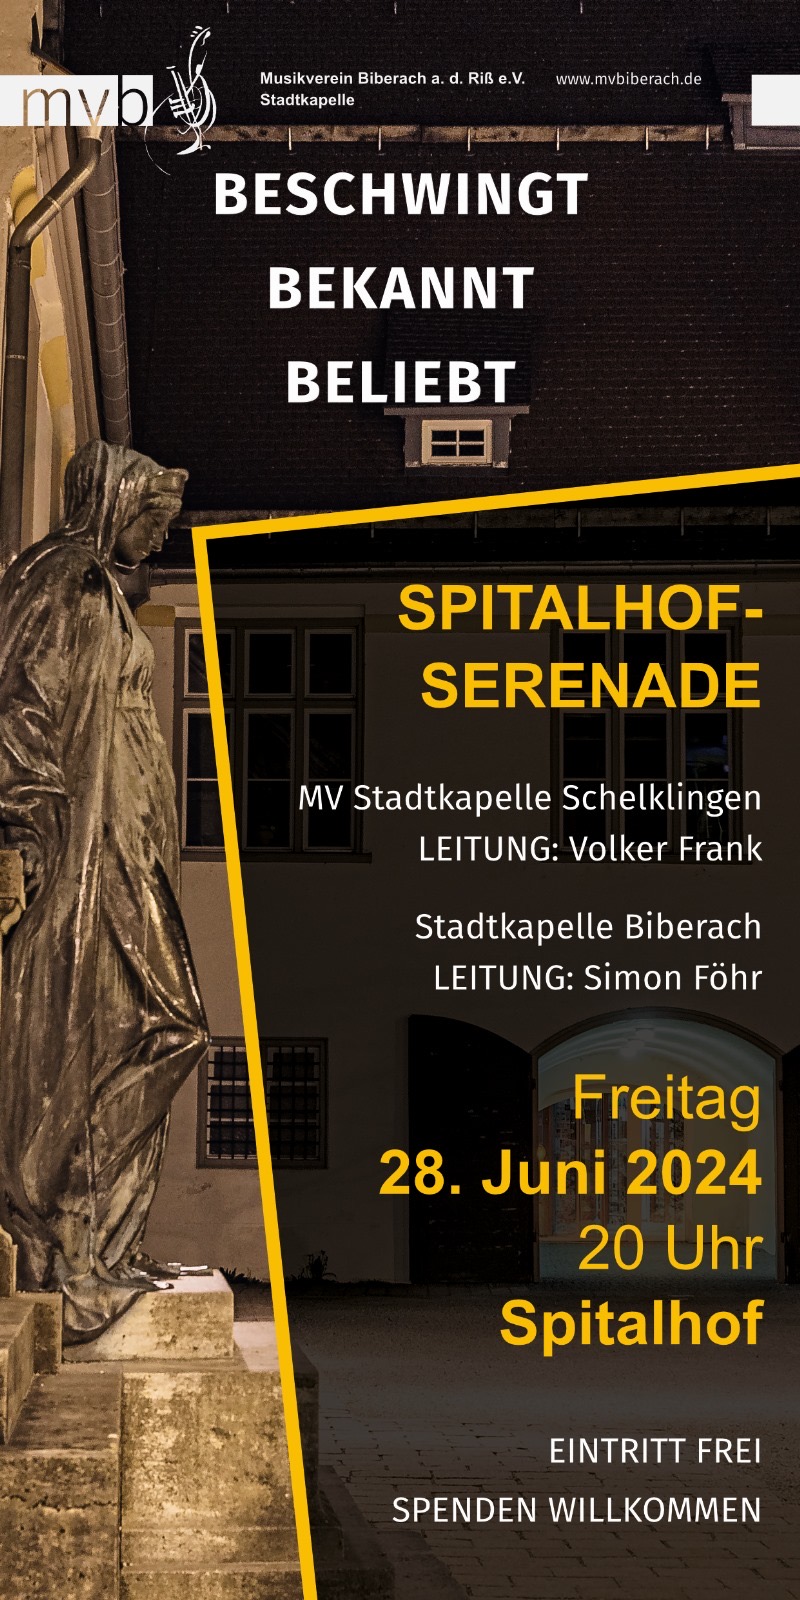 mvb
Musikverein Biberach a. d. Riß e.V. www.mvbiberach.de
Stadtkapelle
BESCHWINGT
BEKANNT
BELIEBT
SPITALHOF-
SERENADE
MV Stadtkapelle Schelklingen
LEITUNG: Volker Frank
Stadtkapelle Biberach
LEITUNG: Simon Föhr
Freitag
28. Juni 2024
20 Uhr
Spitalhof
EINTRITT FREI
SPENDEN WILLKOMMEN